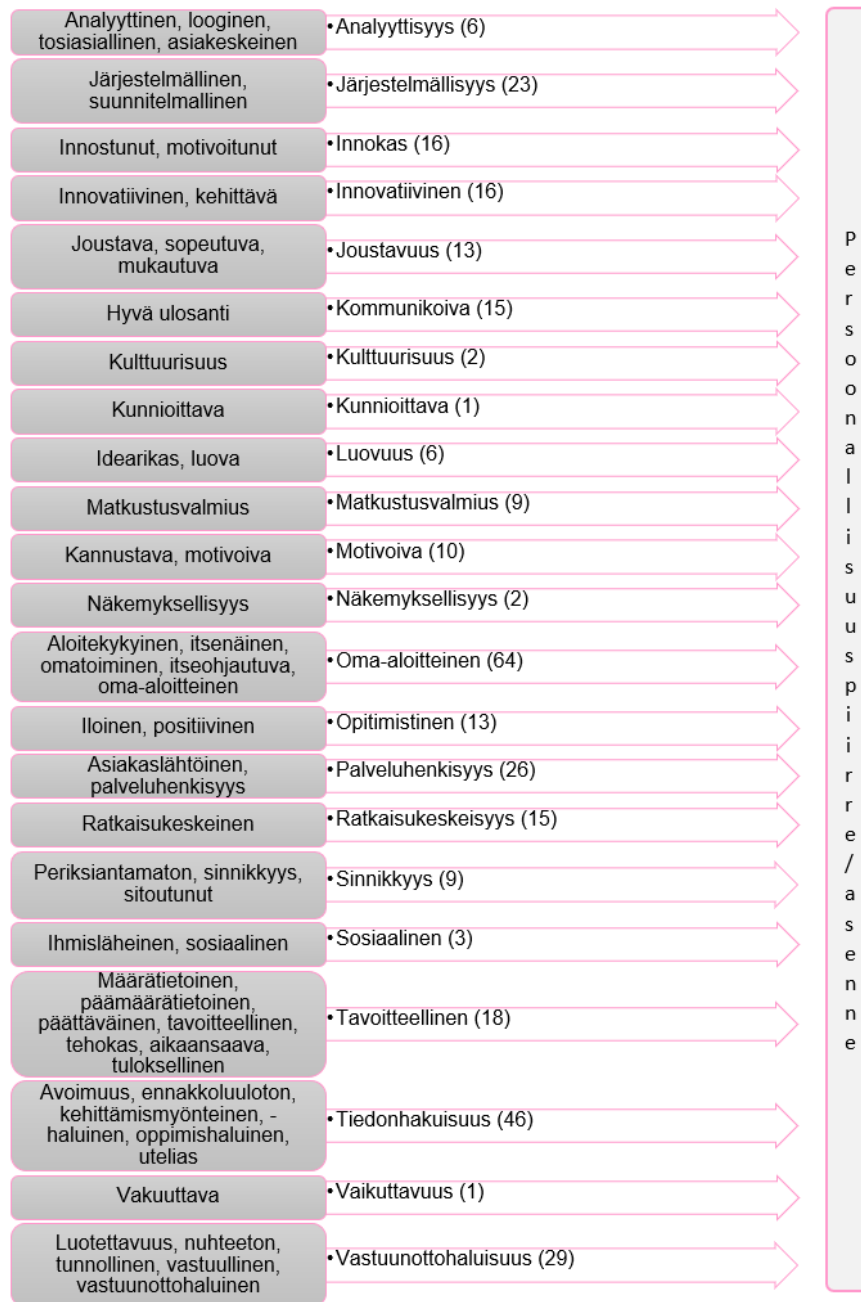 Analyyttinen, looginen,
tosiasiallinen, asiakeskeinen
•Analyyttisyys (6)
Järjestelmällinen,
suunnitelmallinen
•Järjestelmällisyys (23)
Innostunut, motivoitunut
•Innokas (16)
Innovatiivinen, kehittävä
•Innovatiivinen (16)
Joustava, sopeutuva,
mukautuva
•Joustavuus (13)
Hyvä ulosanti
•Kommunikoiva (15)
Kulttuurisuus
•Kulttuurisuus (2)
Kunnioittava
•Kunnioittava (1)
Idearikas, luova
•Luovuus (6)
Matkustusvalmius
•Matkustusvalmius (9)
Kannustava, motivoiva
•Motivoiva (10)
Näkemyksellisyys
•Näkemyksellisyys (2)
Aloitekykyinen, itsenäinen,
omatoiminen, itseohjautuva,
oma-aloitteinen
•Oma-aloitteinen (64)
Iloinen, positiivinen
•Opitimistinen (13)
Asiakaslähtöinen,
palveluhenkisyys
•Palveluhenkisyys (26)
Ratkaisukeskeinen
•Ratkaisukeskeisyys (15)
Periksiantamaton, sinnikkyys,
sitoutunut
•Sinnikkyys (9)
Ihmisläheinen, sosiaalinen
•Sosiaalinen (3)
Määrätietoinen,
päämäärätietoinen,
päättäväinen, tavoitteellinen,
tehokas, aikaansaava,
tuloksellinen
•Tavoitteellinen (18)
Avoimuus, ennakkoluuloton,
kehittämismyönteinen, -
haluinen, oppimishaluinen,
utelias
•Tiedonhakuisuus (46)
Vakuuttava
•Vaikuttavuus (1)
Luotettavuus, nuhteeton,
tunnollinen, vastuullinen,
vastuunottohaluinen
•Vastuunottohaluisuus (29)
Persoonallisuuspiirre/asenne